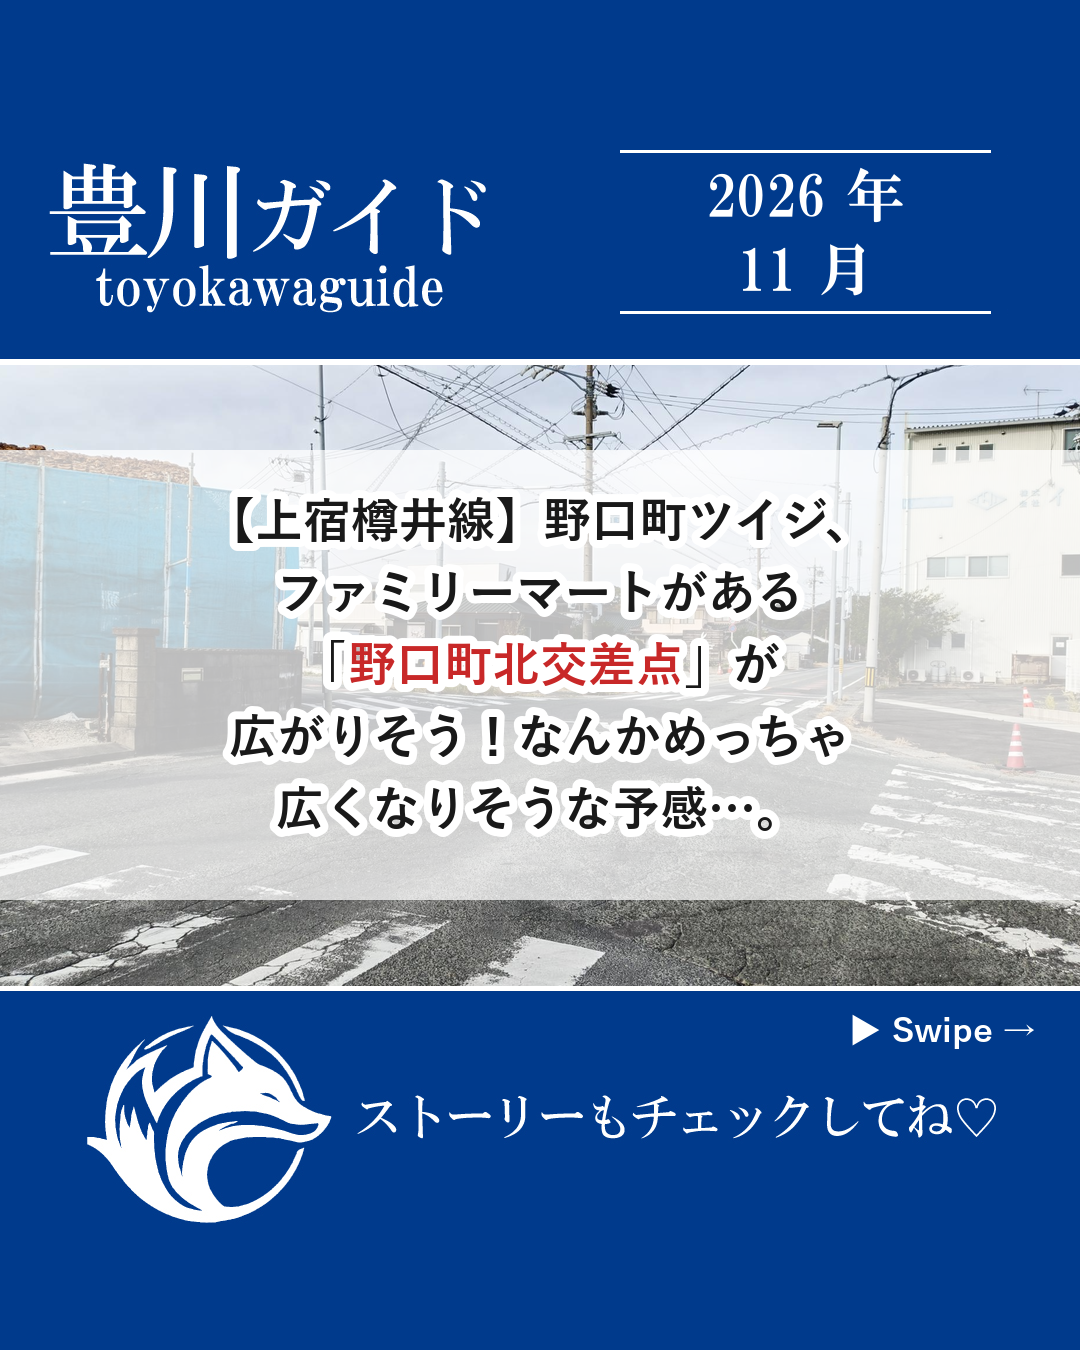 豊川ガイド
toyokawaguide
2026 年
11 月
【上宿樽井線】野口町ツイジ、
ファミリーマートがある
「野口町北交差点」が
広がりそう！なんかめっちゃ
広くなりそうな予感…。
▶ Swipe →
ストーリーもチェックしてね♡